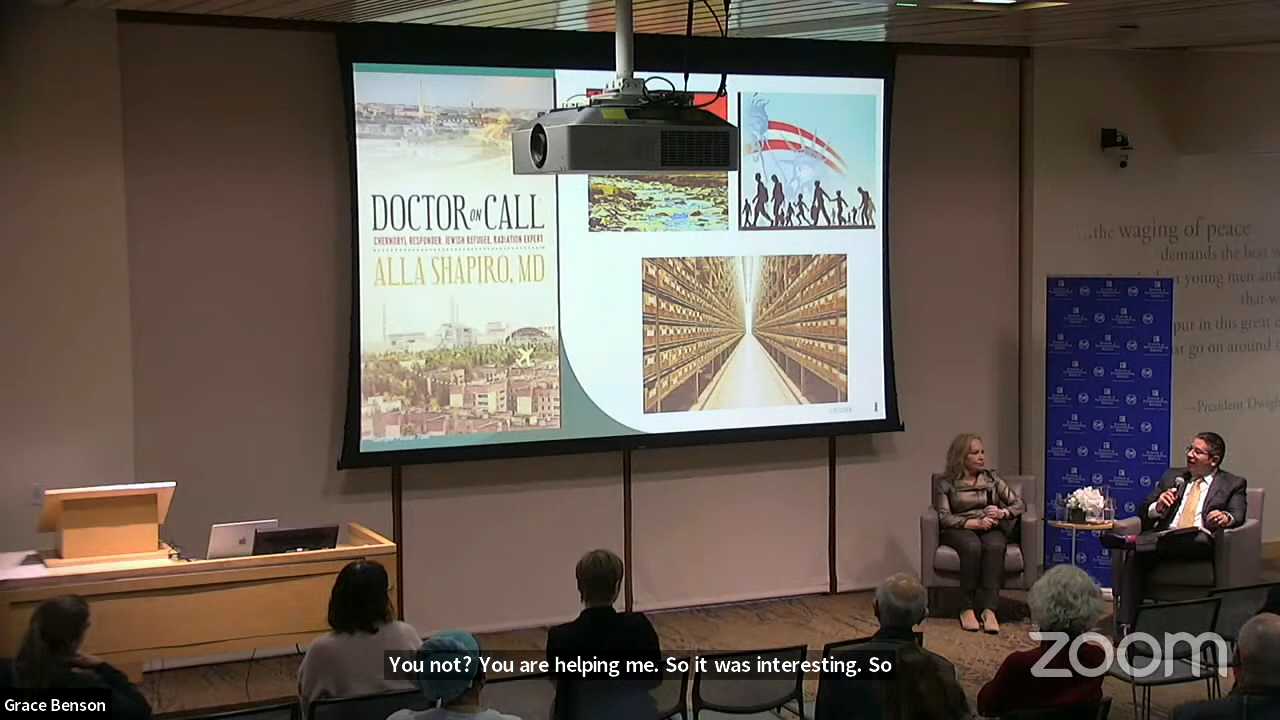 DOCTOR ON CALL
CHERNOBYL RESPONDER, JEWISH REFUGEE, RADIATION EXPERT
ALLA SHAPIRO, MD
1
...the waging of peace
demands the best
young men and
that
put in this great
go on around
—President Dwigh
You not? You are helping me. So it was interesting. So
zoom
Grace Benson